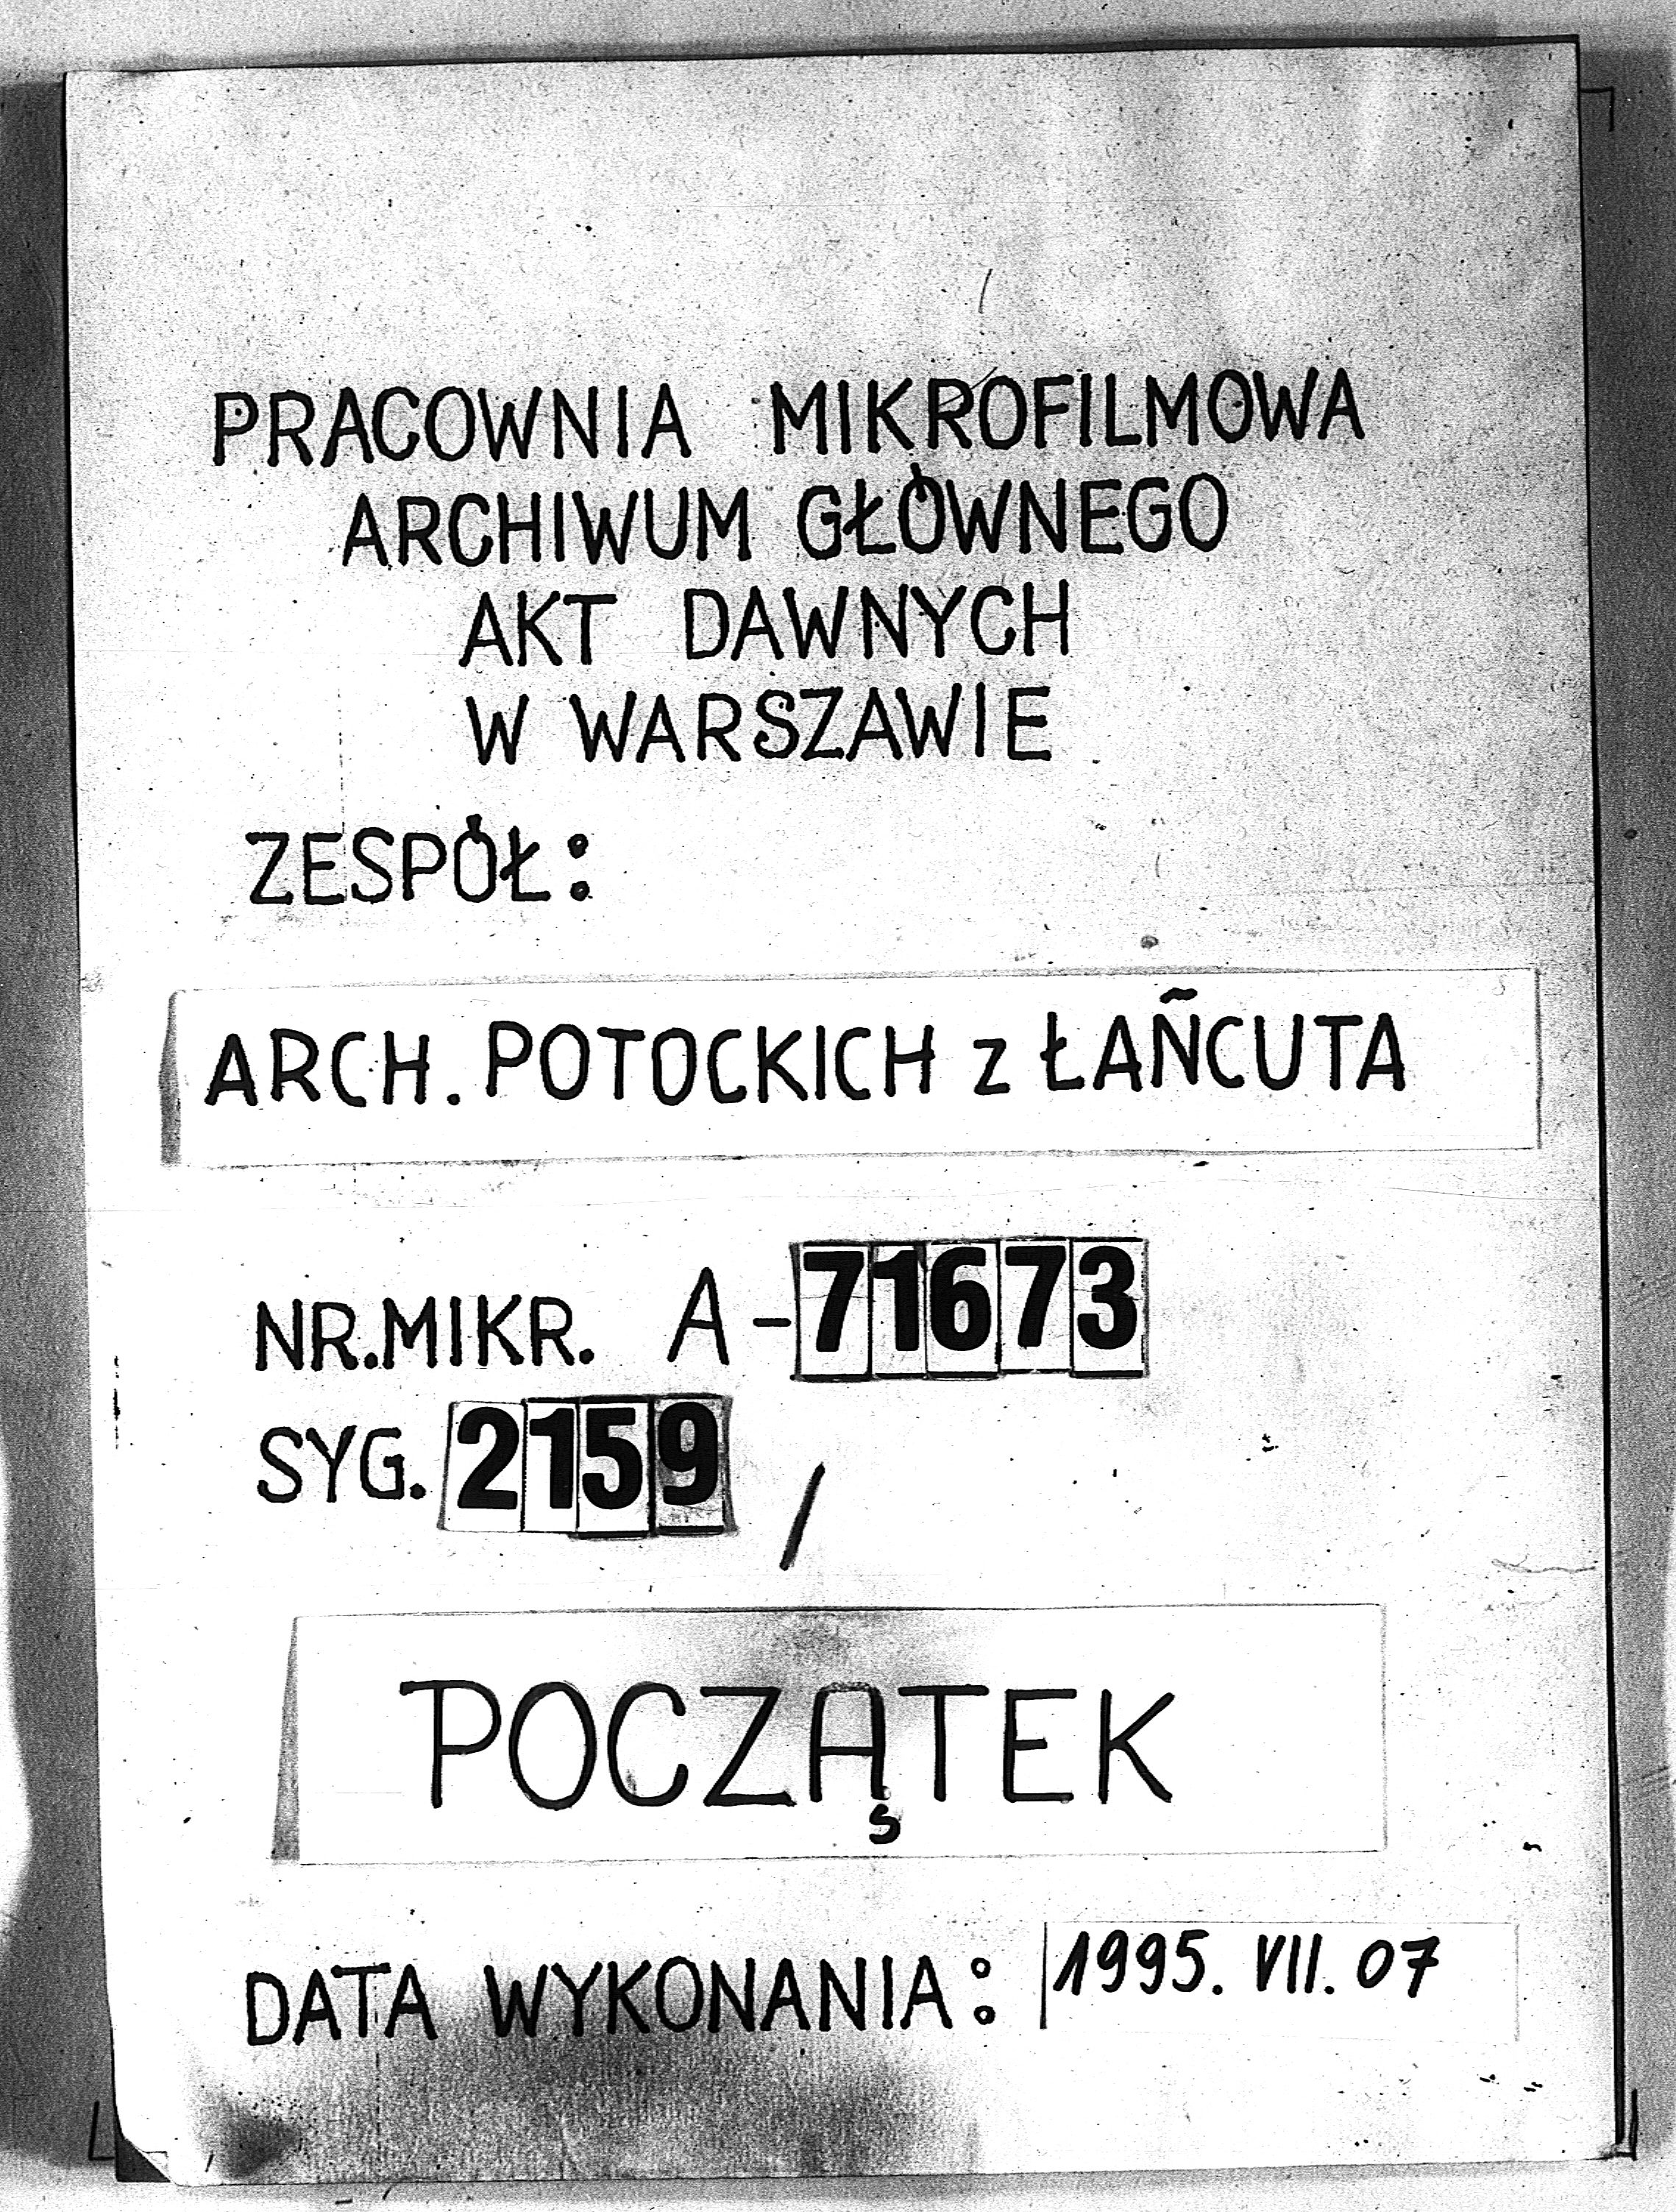 PRACOWNIA MIKROFILMOWA
ARCHIWUM GŁÓWNEGO
AKT DAWNYCH
W WARSZAWIE
ZESPÓŁ:
ARCH. POTOCKICH z ŁAŃCUTA
NR.MIKR. A-71673
SYG. 2159 /
POCZĄTEK
DATA WYKONANIA: 1995. VII. 07